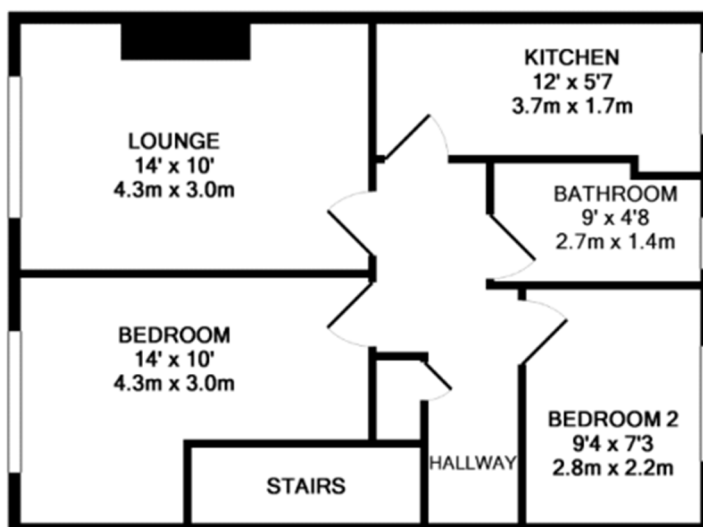 LOUNGE
14' x 10'
4.3m x 3.0m
KITCHEN
12' x 5'7
3.7m x 1.7m
BATHROOM
9' x 4'8
2.7m x 1.4m
BEDROOM
14' x 10'
4.3m x 3.0m
BEDROOM 2
9'4 x 7'3
2.8m x 2.2m
HALLWAY
STAIRS